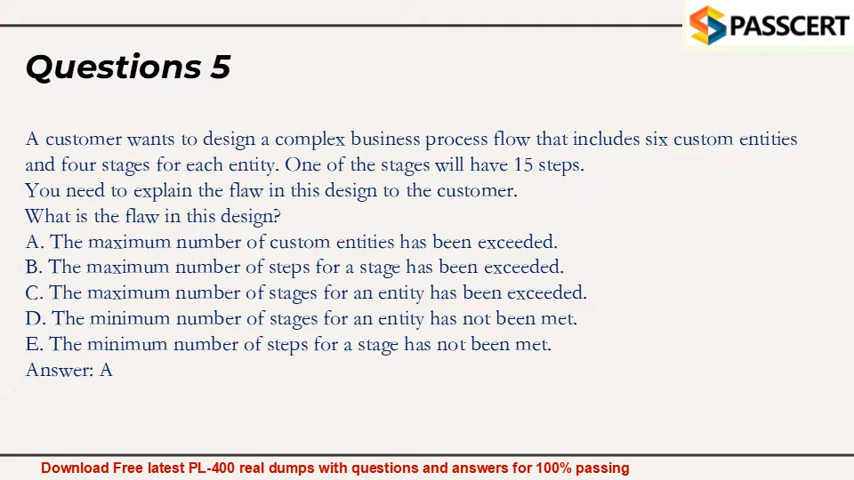 PASSCERT
Questions 5
A customer wants to design a complex business process flow that includes six custom entities
and four stages for each entity. One of the stages will have 15 steps.
You need to explain the flaw in this design to the customer.
What is the flaw in this design?
A. The maximum number of custom entities has been exceeded.
B. The maximum number of steps for a stage has been exceeded.
C. The maximum number of stages for an entity has been exceeded.
D. The minimum number of stages for an entity has not been met.
E. The minimum number of steps for a stage has not been met.
Answer: A
Download Free latest PL-400 real dumps with questions and answers for 100% passing